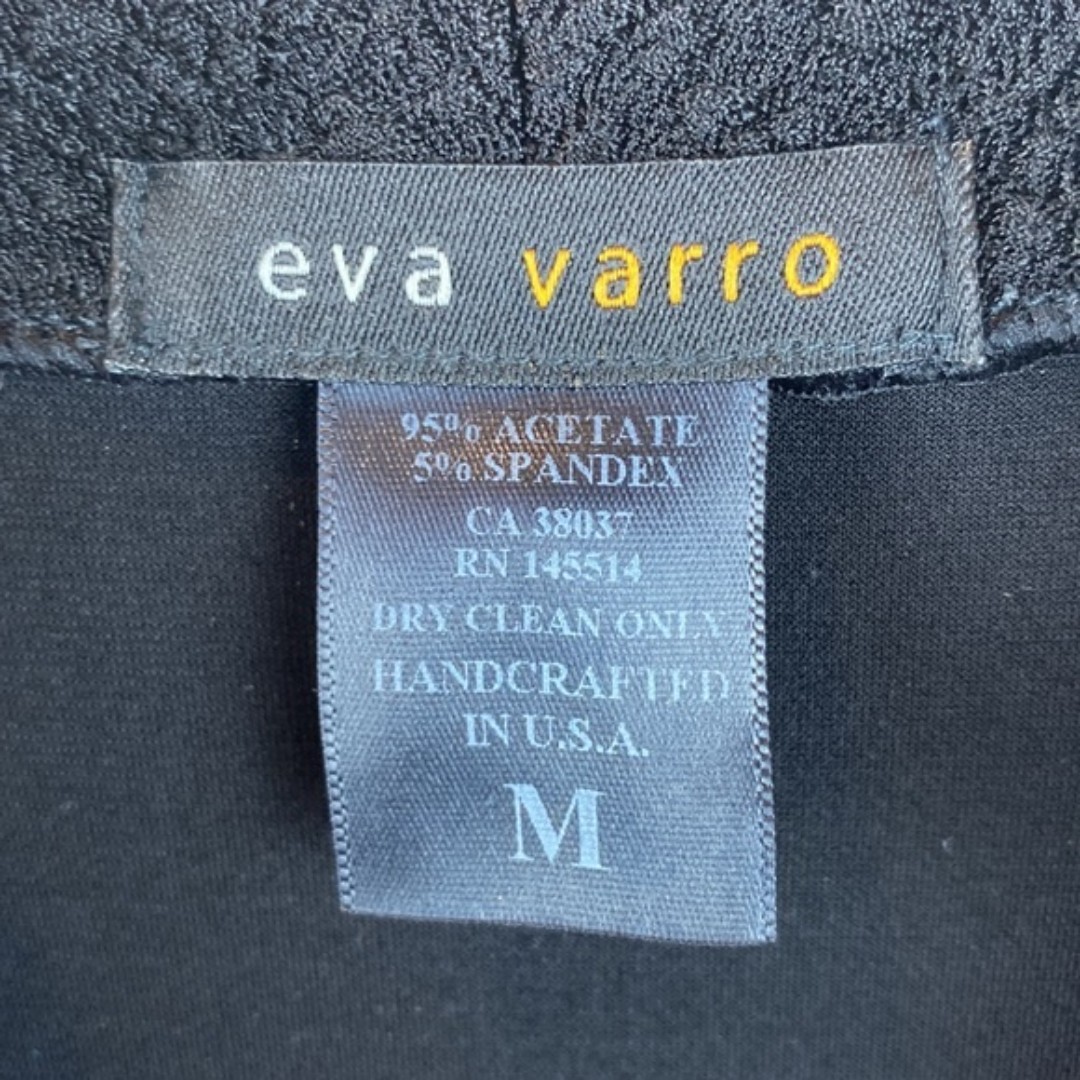 eva varro
95% ACETATE
5% SPANDEX
CA 38037
RN 145514
DRY CLEAN ONLY
HANDCRAFTED
IN U.S.A.
M